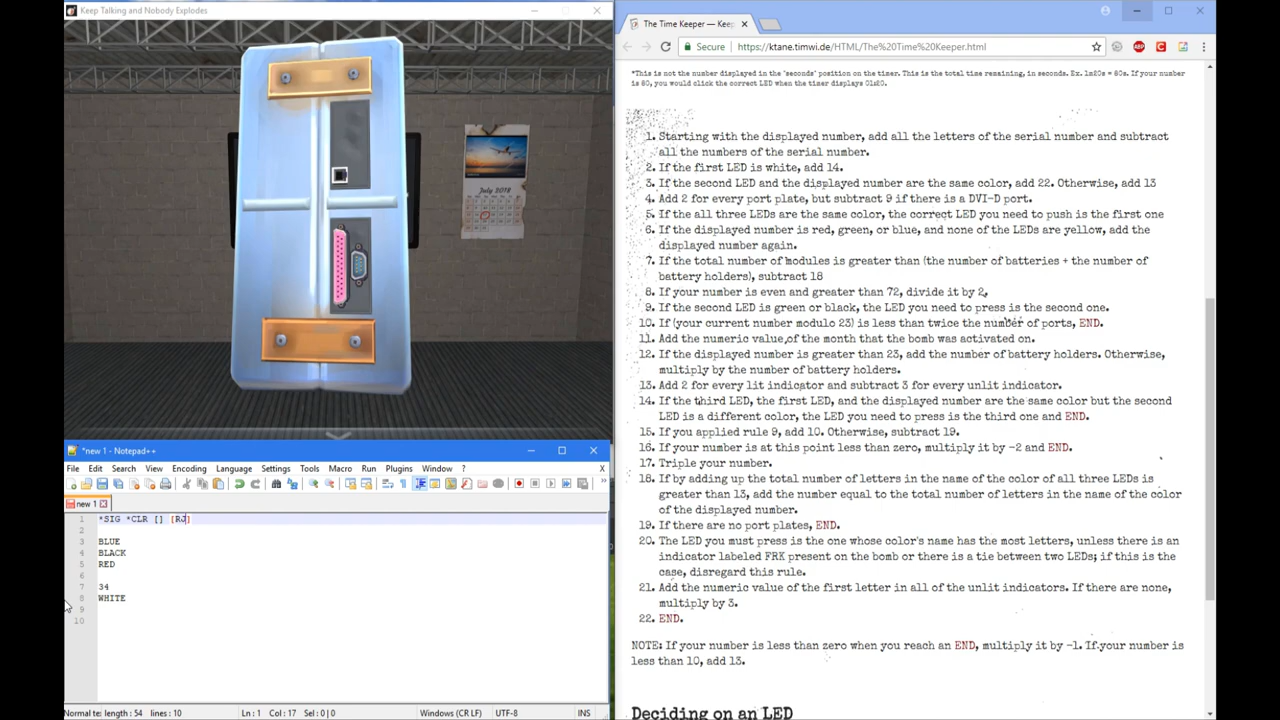 Keep Talking and Nobody Explodes
July 2018
*new 1 - Notepad++
File Edit Search View Encoding Language Settings Tools Macro Run Plugins Window ? X
new 1
1 *SIG *CLR [] [RJ]
2
3 BLUE
4 BLACK
5 RED
6
7 34
8 WHITE
9
10
Normal te length : 54 lines : 10 Ln : 1 Col : 17 Sel : 0 | 0 Windows (CR LF) UTF-8 INS
The Time Keeper — Keep
Secure https://ktane.timwi.de/HTML/The%20Time%20Keeper.html
*This is not the number displayed in the 'seconds' position on the timer. This is the total time remaining, in seconds. Ex. 1m20s = 80s. If your number
is 80, you would click the correct LED when the timer displays 01:20.
1. Starting with the displayed number, add all the letters of the serial number and subtract
all the numbers of the serial number.
2. If the first LED is white, add 14.
3. If the second LED and the displayed number are the same color, add 22. Otherwise, add 13
4. Add 2 for every port plate, but subtract 9 if there is a DVI-D port.
5. If the all three LEDs are the same color, the correct LED you need to push is the first one
6. If the displayed number is red, green, or blue, and none of the LEDs are yellow, add the
displayed number again.
7. If the total number of modules is greater than (the number of batteries + the number of
battery holders), subtract 18
8. If your number is even and greater than 72, divide it by 2.
9. If the second LED is green or black, the LED you need to press is the second one.
10. If (your current number modulo 23) is less than twice the number of ports, END.
11. Add the numeric value of the month that the bomb was activated on.
12. If the displayed number is greater than 23, add the number of battery holders. Otherwise,
multiply by the number of battery holders.
13. Add 2 for every lit indicator and subtract 3 for every unlit indicator.
14. If the third LED, the first LED, and the displayed number are the same color but the second
LED is a different color, the LED you need to press is the third one and END.
15. If you applied rule 9, add 10. Otherwise, subtract 19.
16. If your number is at this point less than zero, multiply it by -2 and END.
17. Triple your number.
18. If by adding up the total number of letters in the name of the color of all three LEDs is
greater than 13, add the number equal to the total number of letters in the name of the color
of the displayed number.
19. If there are no port plates, END.
20. The LED you must press is the one whose color's name has the most letters, unless there is an
indicator labeled FRK present on the bomb or there is a tie between two LEDs; if this is the
case, disregard this rule.
21. Add the numeric value of the first letter in all of the unlit indicators. If there are none,
multiply by 3.
22. END.
NOTE: If your number is less than zero when you reach an END, multiply it by -1. If your number is
less than 10, add 13.
Deciding on an LED